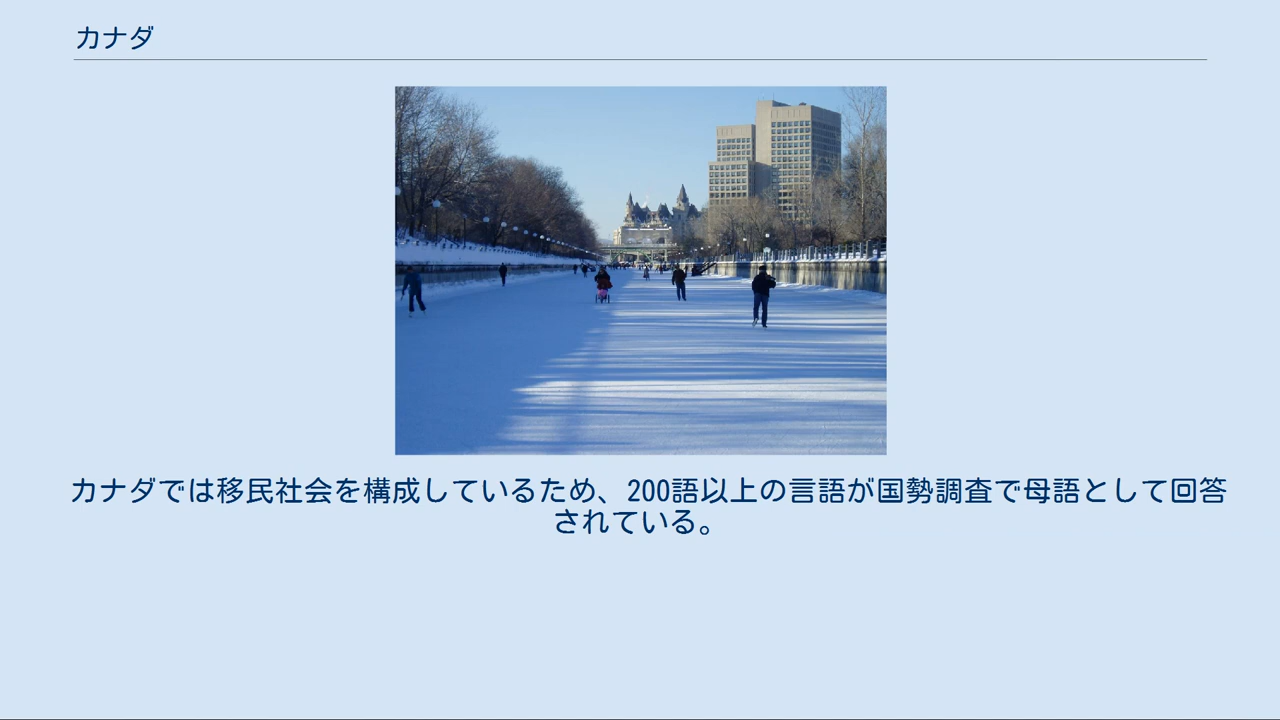 カナダ
カナダでは移民社会を構成しているため、200語以上の言語が国勢調査で母語として回答
されている。